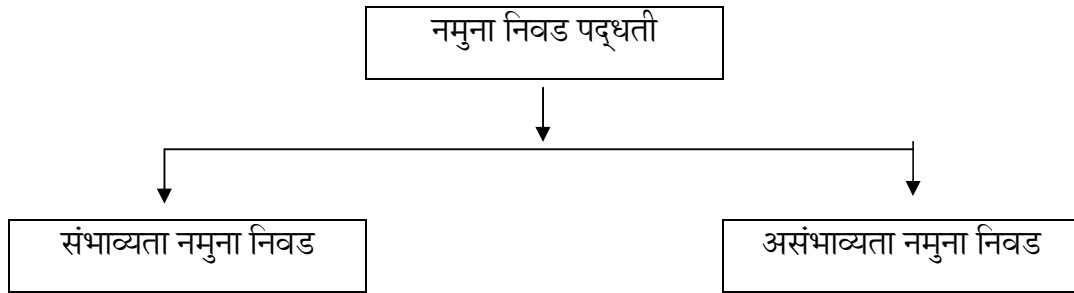 नमुना निवड पद्‌धती
संभाव्यता नमुना निवड
असंभाव्यता नमुना निवड